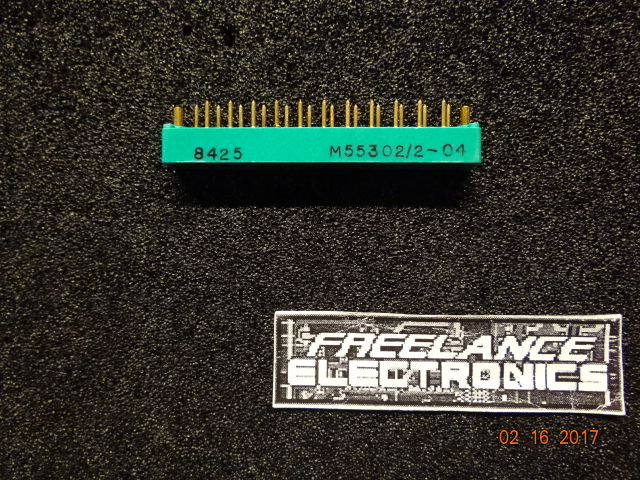 8425 M55302/2-04
FREELANCE
ELECTRONICS
02 16 2017